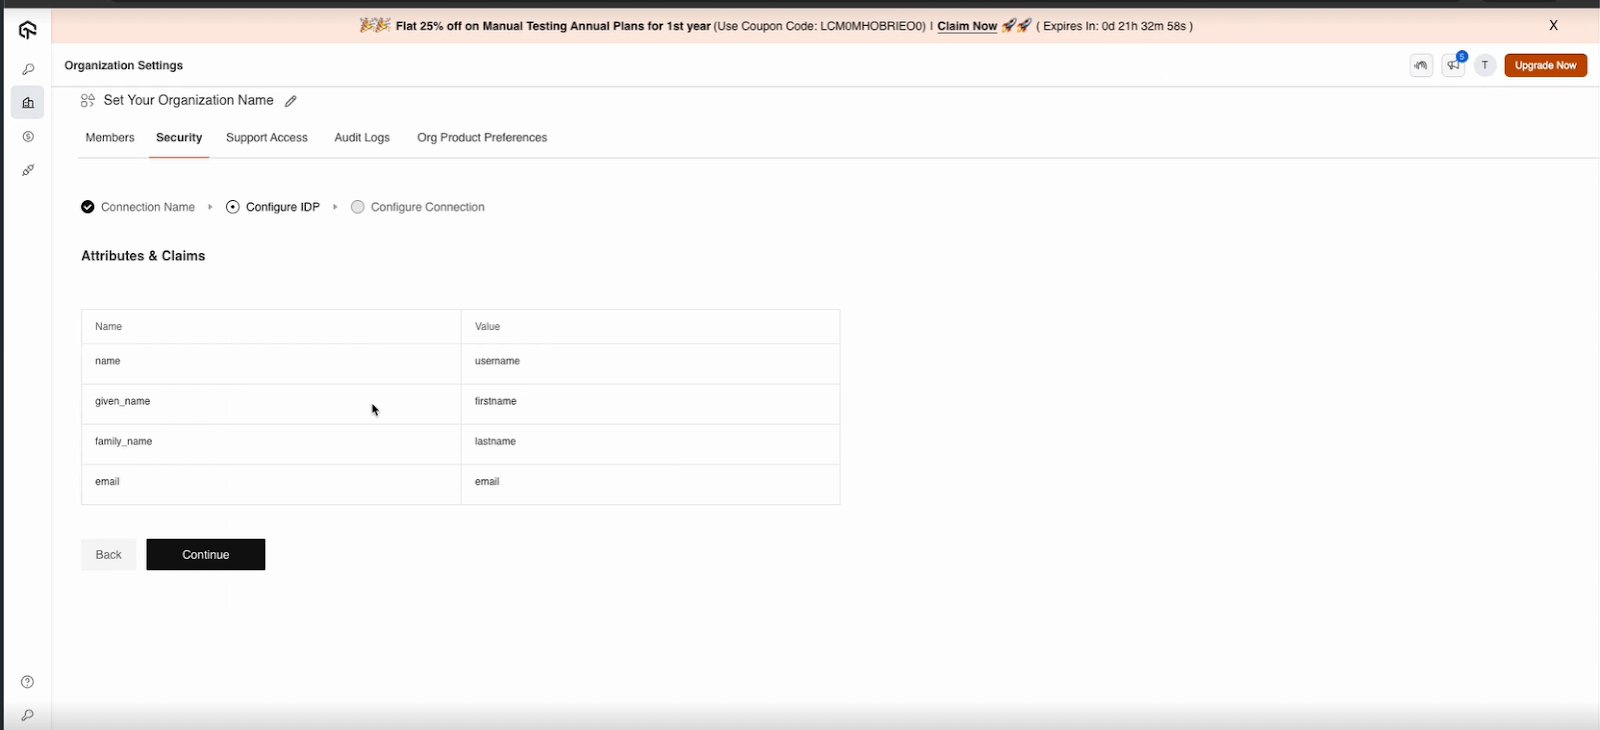 Flat 25% off on Manual Testing Annual Plans for 1st year (Use Coupon Code: LCM0MHOBRIEO0) | Claim Now ( Expires In: 0d 21h 32m 58s ) X
Organization Settings
5
T
Upgrade Now
Set Your Organization Name
Members Security Support Access Audit Logs Org Product Preferences
Connection Name Configure IDP Configure Connection
Attributes & Claims
Name Value
name username
given_name firstname
family_name lastname
email email
Back Continue